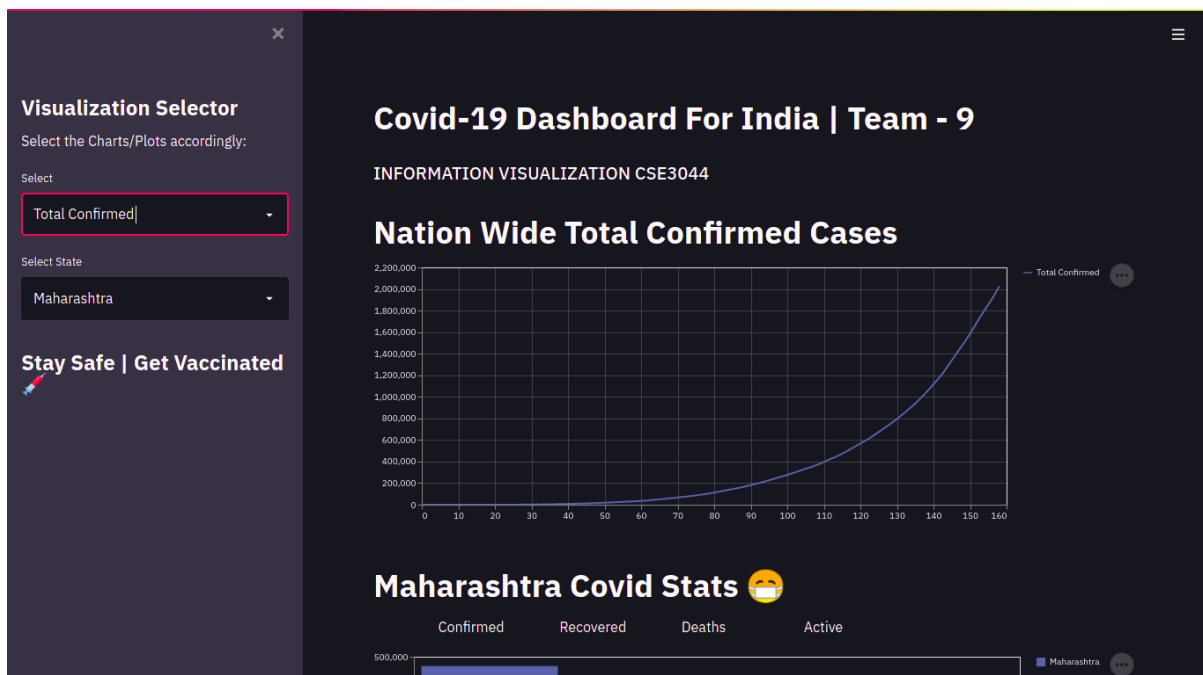 ×
☰
Visualization Selector
Select the Charts/Plots accordingly:
Select
Total Confirmed
Select State
Maharashtra
Stay Safe | Get Vaccinated
💉
Covid-19 Dashboard For India | Team - 9
INFORMATION VISUALIZATION CSE3044
Nation Wide Total Confirmed Cases
2,200,000
2,000,000
1,800,000
1,600,000
1,400,000
1,200,000
1,000,000
800,000
600,000
400,000
200,000
0
0 10 20 30 40 50 60 70 80 90 100 110 120 130 140 150 160
Total Confirmed
Maharashtra Covid Stats 😷
Confirmed Recovered Deaths Active
500,000
Maharashtra